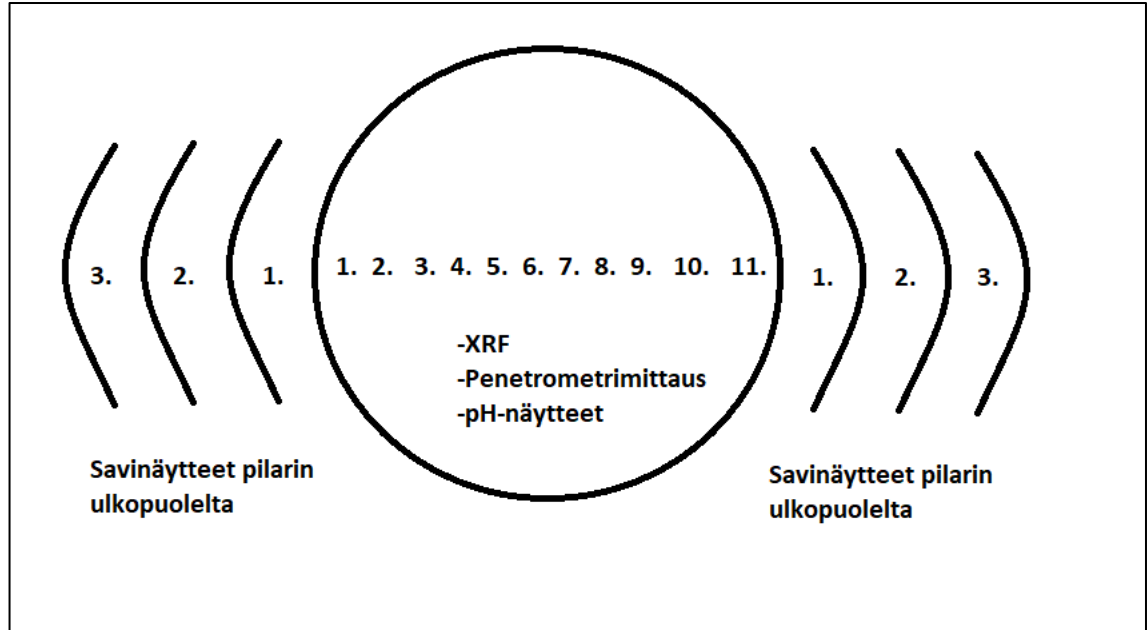 3. 2. 1. 1. 2. 3. 4. 5. 6. 7. 8. 9. 10. 11. 1. 2. 3.
-XRF
-Penetrometrimittaus
-pH-näytteet
Savinäytteet pilarin
ulkopuolelta
Savinäytteet pilarin
ulkopuolelta